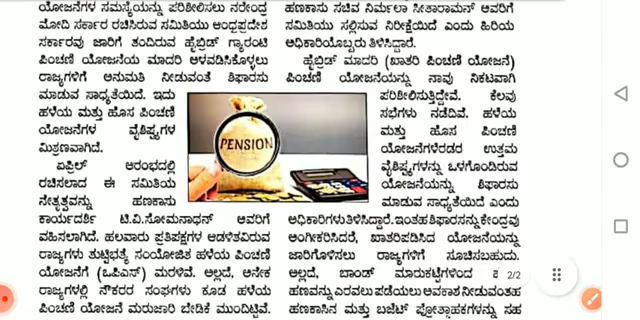 ಯೋಜನೆಗಳ ಸಮಸ್ಯೆಯನ್ನು ಪರಿಶೀಲಿಸಲು ನರೇಂದ್ರ
ಮೋದಿ ಸರ್ಕಾರ ರಚಿಸಿರುವ ಸಮಿತಿಯು ಆಂಧ್ರಪ್ರದೇಶ
ಸರ್ಕಾರವು ಜಾರಿಗೆ ತಂದಿರುವ ಹೈಬ್ರಿಡ್ ಗ್ಯಾರಂಟಿ
ಪಿಂಚಣಿ ಯೋಜನೆಯ ಮಾದರಿ ಅಳವಡಿಸಿಕೊಳ್ಳಲು
ರಾಜ್ಯಗಳಿಗೆ ಅನುಮತಿ ನೀಡುವಂತೆ ಶಿಫಾರಸು
ಮಾಡುವ ಸಾಧ್ಯತೆಯಿದೆ. ಇದು
ಹಳೆಯ ಮತ್ತು ಹೊಸ ಪಿಂಚಣಿ
ಯೋಜನೆಗಳ ವೈಶಿಷ್ಟ್ಯಗಳ
ಮಿಶ್ರಣವಾಗಿದೆ.
ಏಪ್ರಿಲ್ ಆರಂಭದಲ್ಲಿ
ರಚಿಸಲಾದ ಈ ಸಮಿತಿಯ
ನೇತೃತ್ವವನ್ನು ಹಣಕಾಸು
ಕಾರ್ಯದರ್ಶಿ ಟಿ.ವಿ.ಸೋಮನಾಥನ್ ಅವರಿಗೆ
ವಹಿಸಲಾಗಿದೆ. ಹಲವಾರು ಪ್ರತಿಪಕ್ಷಗಳ ಆಡಳಿತವಿರುವ
ರಾಜ್ಯಗಳು ತುಟ್ಟಿಭತ್ಯೆ ಸಂಯೋಜಿತ ಹಳೆಯ ಪಿಂಚಣಿ
ಯೋಜನೆಗೆ (ಒಪಿಎಸ್) ಮರಳಿವೆ. ಅಲ್ಲದೆ, ಅನೇಕ
ರಾಜ್ಯಗಳಲ್ಲಿ ನೌಕರರ ಸಂಘಗಳು ಕೂಡ ಹಳೆಯ
ಪಿಂಚಣಿ ಯೋಜನೆ ಮರುಜಾರಿ ಬೇಡಿಕೆ ಮುಂದಿಟ್ಟಿವೆ.
PENSION
ಹಣಕಾಸು ಸಚಿವ ನಿರ್ಮಲಾ ಸೀತಾರಾಮನ್ ಅವರಿಗೆ
ಸಮಿತಿಯು ಸಲ್ಲಿಸುವ ನಿರೀಕ್ಷೆಯಿದೆ ಎಂದು ಹಿರಿಯ
ಅಧಿಕಾರಿಯೊಬ್ಬರು ತಿಳಿಸಿದ್ದಾರೆ.
ಹೈಬ್ರಿಡ್ ಮಾದರಿ (ಖಾತರಿ ಪಿಂಚಣಿ ಯೋಜನೆ)
ಪಿಂಚಣಿ ಯೋಜನೆಯನ್ನು ನಾವು ನಿಕಟವಾಗಿ
ಪರಿಶೀಲಿಸುತ್ತಿದ್ದೇವೆ. ಕೆಲವು
ಸಭೆಗಳು ನಡೆದಿವೆ. ಹಳೆಯ
ಮತ್ತು ಹೊಸ ಪಿಂಚಣಿ
ಯೋಜನೆಗಳೆರಡರ ಉತ್ತಮ
ವೈಶಿಷ್ಟ್ಯಗಳನ್ನು ಒಳಗೊಂಡಿರುವ
ಯೋಜನೆಯನ್ನು ಶಿಫಾರಸು
ಮಾಡುವ ಸಾಧ್ಯತೆಯಿದೆ ಎಂದು
ಅಧಿಕಾರಿಗಳು ತಿಳಿಸಿದ್ದಾರೆ. ಇಂತಹ ಶಿಫಾರಸನ್ನು ಕೇಂದ್ರವು
ಅಂಗೀಕರಿಸಿದರೆ, ಖಾತರಿಪಡಿಸಿದ ಯೋಜನೆಯನ್ನು
ಜಾರಿಗೊಳಿಸಲು ರಾಜ್ಯಗಳಿಗೆ ಸೂಚಿಸಬಹುದು.
ಅಲ್ಲದೆ, ಬಾಂಡ್ ಮಾರುಕಟ್ಟೆಗಳಿಂದ
ಹಣವನ್ನು ಎರವಲು ಪಡೆಯಲು ಅವಕಾಶ ನೀಡುವಂತಹ
ಹಣಕಾಸಿನ ಮತ್ತು ಬಜೆಟ್ ಪ್ರೋತ್ಸಾಹಕಗಳನ್ನು ಸಹ
2/2